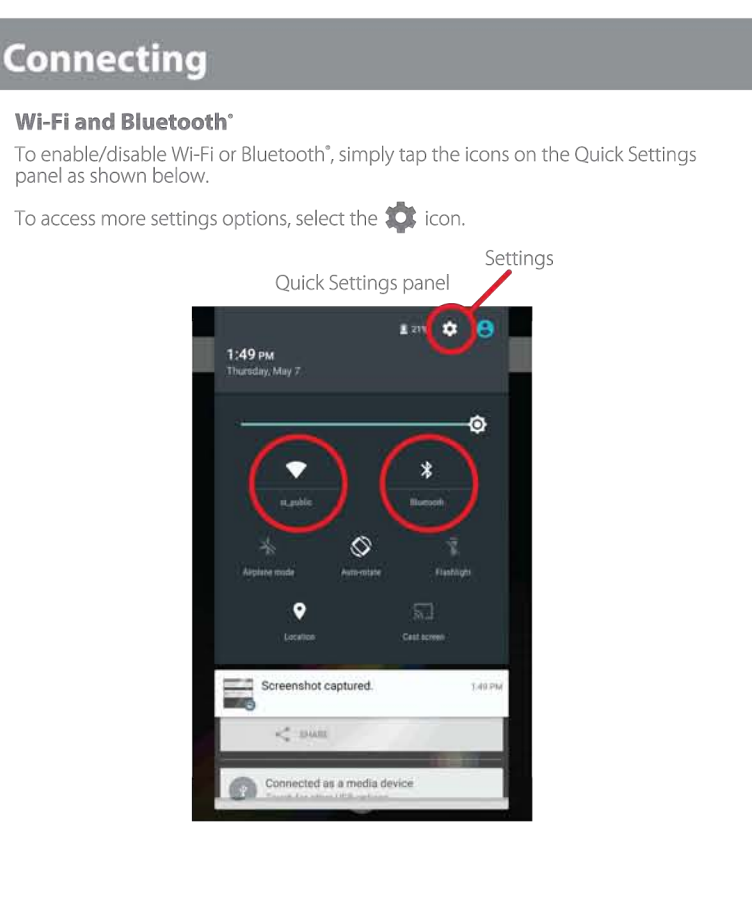 Connecting
Wi-Fi and Bluetooth®
To enable/disable Wi-Fi or Bluetooth®, simply tap the icons on the Quick Settings
panel as shown below.
To access more settings options, select the icon.
Settings
Quick Settings panel
21%
1:49 PM
Thursday, May 7
Bluetooth
Airplane mode
Auto-rotate
Flashlight
Location
Cast screen
Screenshot captured.
1:49 PM
SHARE
Connected as a media device